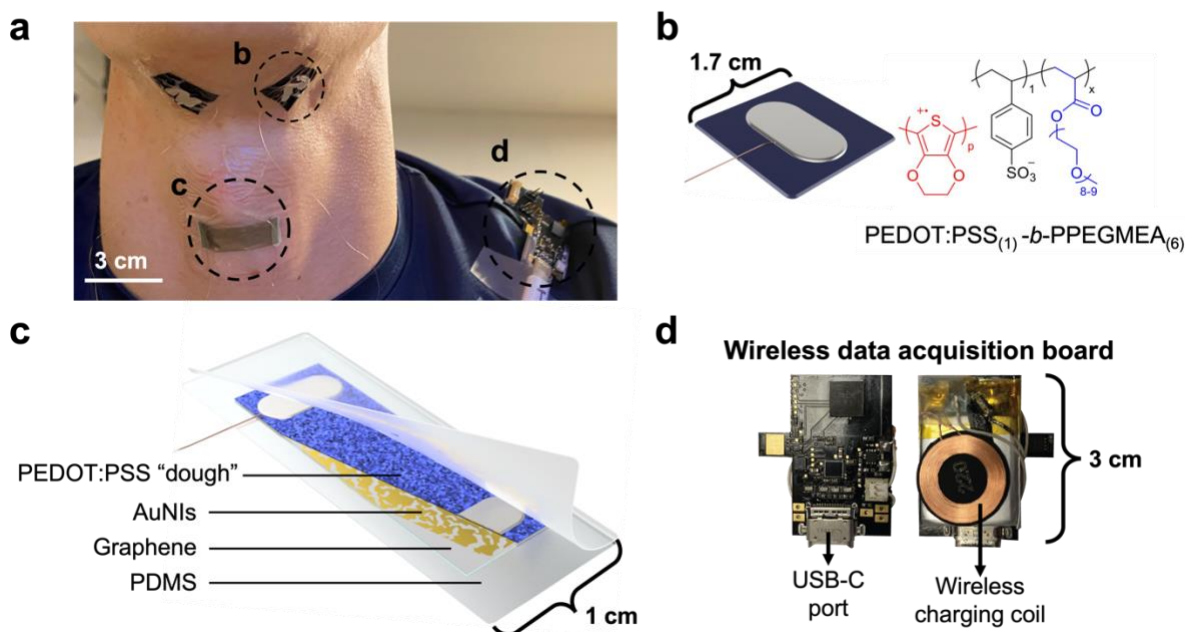 a
b
c
d
3 cm
b
1.7 cm
+•
S
p
O
O
1
x
O
O
SO₃⁻
O
8-9
PEDOT:PSS₍₁₎-b-PPEGMEA₍₆₎
c
PEDOT:PSS “dough”
AuNIs
Graphene
PDMS
1 cm
d
Wireless data acquisition board
3 cm
USB-C
port
Wireless
charging coil